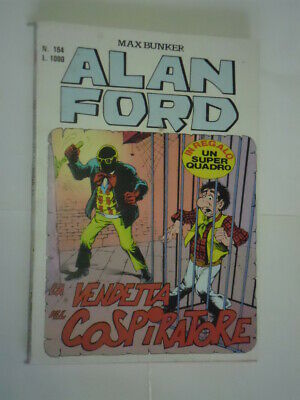 MAX BUNKER
N. 164
L. 1000
ALAN
FORD
IN REGALO
UN
SUPER
QUADRO
LA VENDETTA
DEL
COSPIRATORE